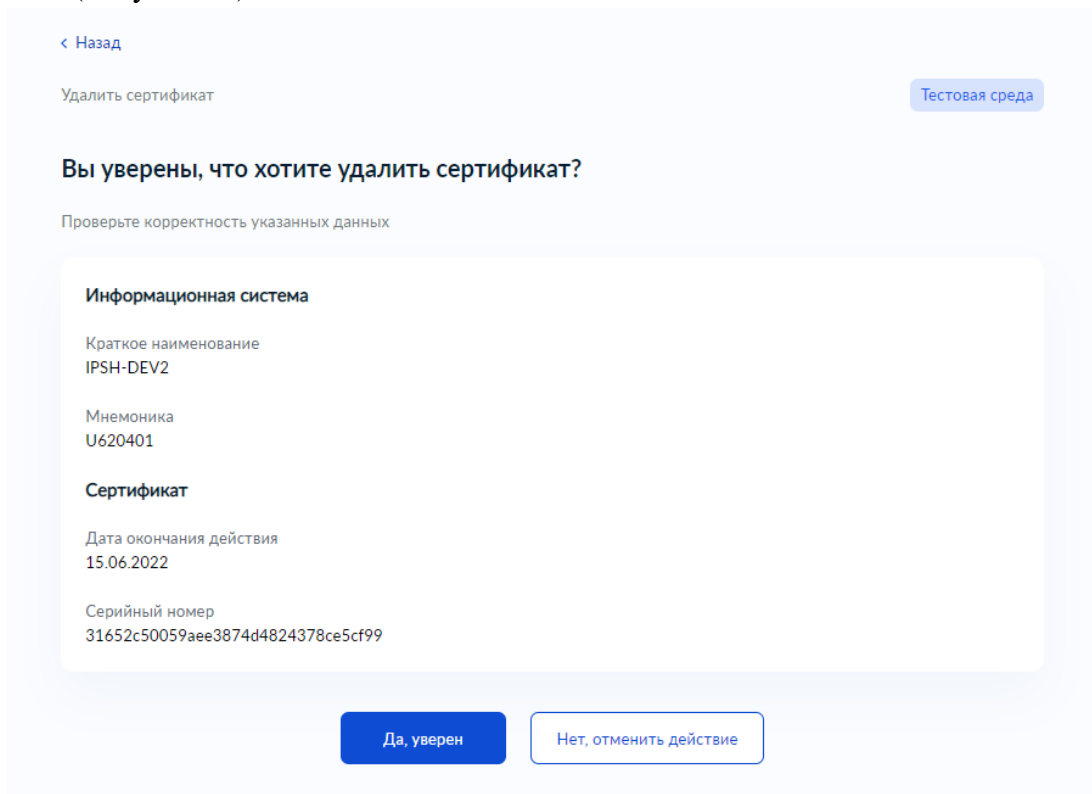 ‹ Назад
Удалить сертификат
Тестовая среда
Вы уверены, что хотите удалить сертификат?
Проверьте корректность указанных данных
Информационная система
Краткое наименование
IPSH-DEV2
Мнемоника
U620401
Сертификат
Дата окончания действия
15.06.2022
Серийный номер
31652c50059aee3874d4824378ce5cf99
Да, уверен
Нет, отменить действие